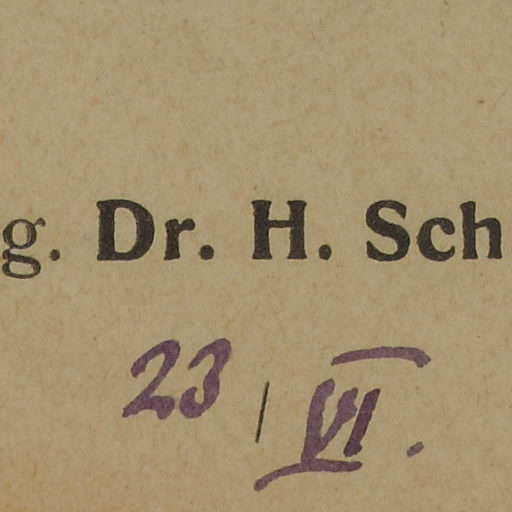 g. Dr. H. Sch
23 / VI.